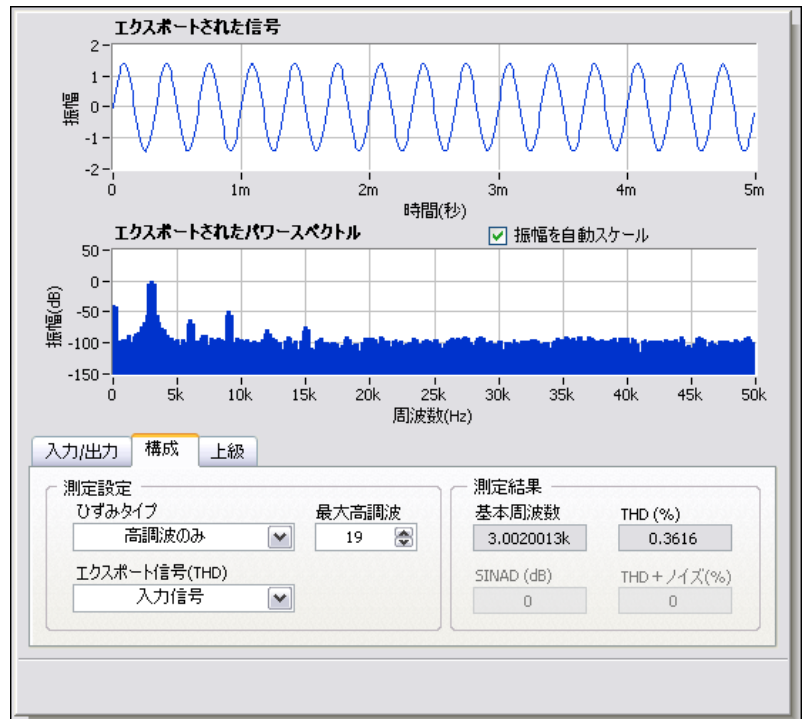 エクスポートされた信号
2
1
0
-1
-2
振幅
0 1m 2m 3m 4m 5m
時間(秒)
エクスポートされたパワースペクトル
振幅を自動スケール
50
0
-50
-100
-150
振幅(dB)
0 5k 10k 15k 20k 25k 30k 35k 40k 45k 50k
周波数(Hz)
入力/出力 構成 上級
測定設定
ひずみタイプ 最大高調波
高調波のみ 19
エクスポート信号(THD)
入力信号
測定結果
基本周波数 THD (%)
3.0020013k 0.3616
SINAD (dB) THD + ノイズ(%)
0 0